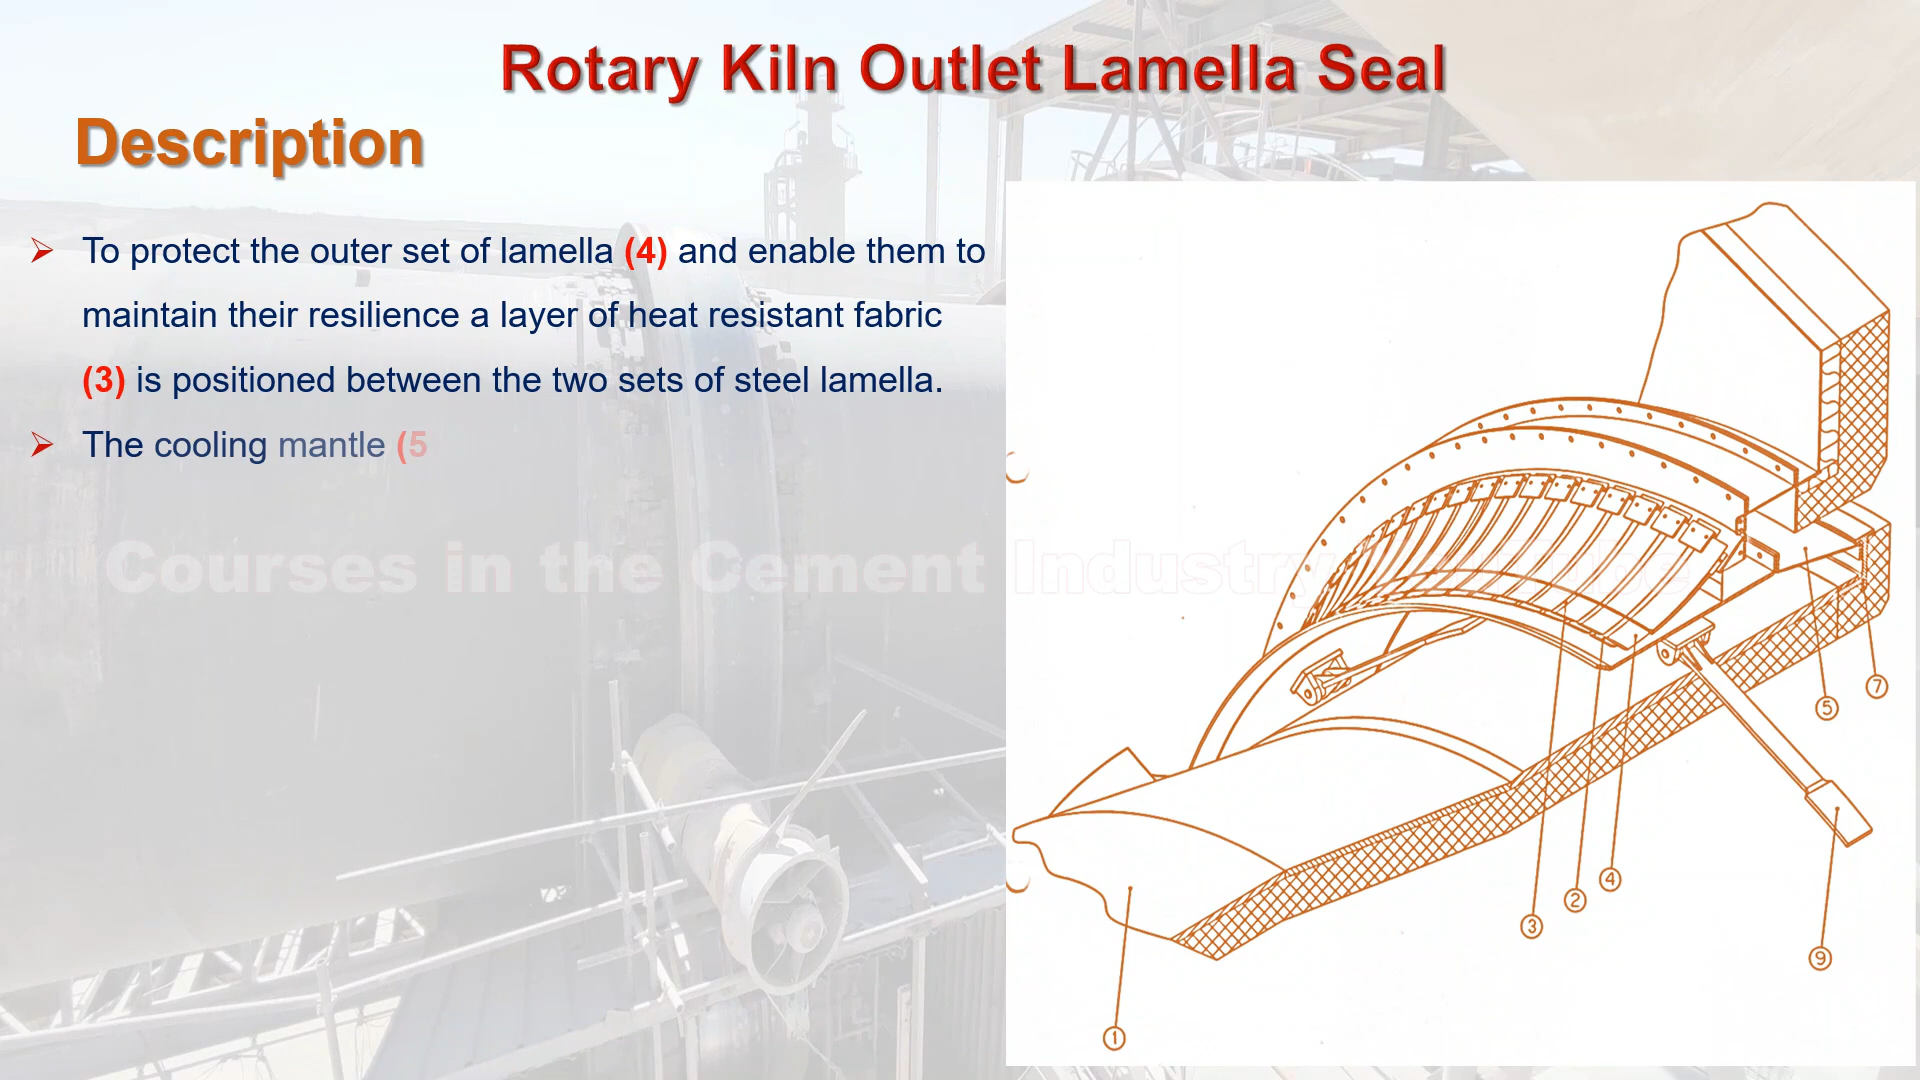 Rotary Kiln Outlet Lamella Seal
Description
To protect the outer set of lamella (4) and enable them to
maintain their resilience a layer of heat resistant fabric
(3) is positioned between the two sets of steel lamella.
The cooling mantle (5
Courses in the Cement Industry YouTube
7
5
4
2
3
9
1